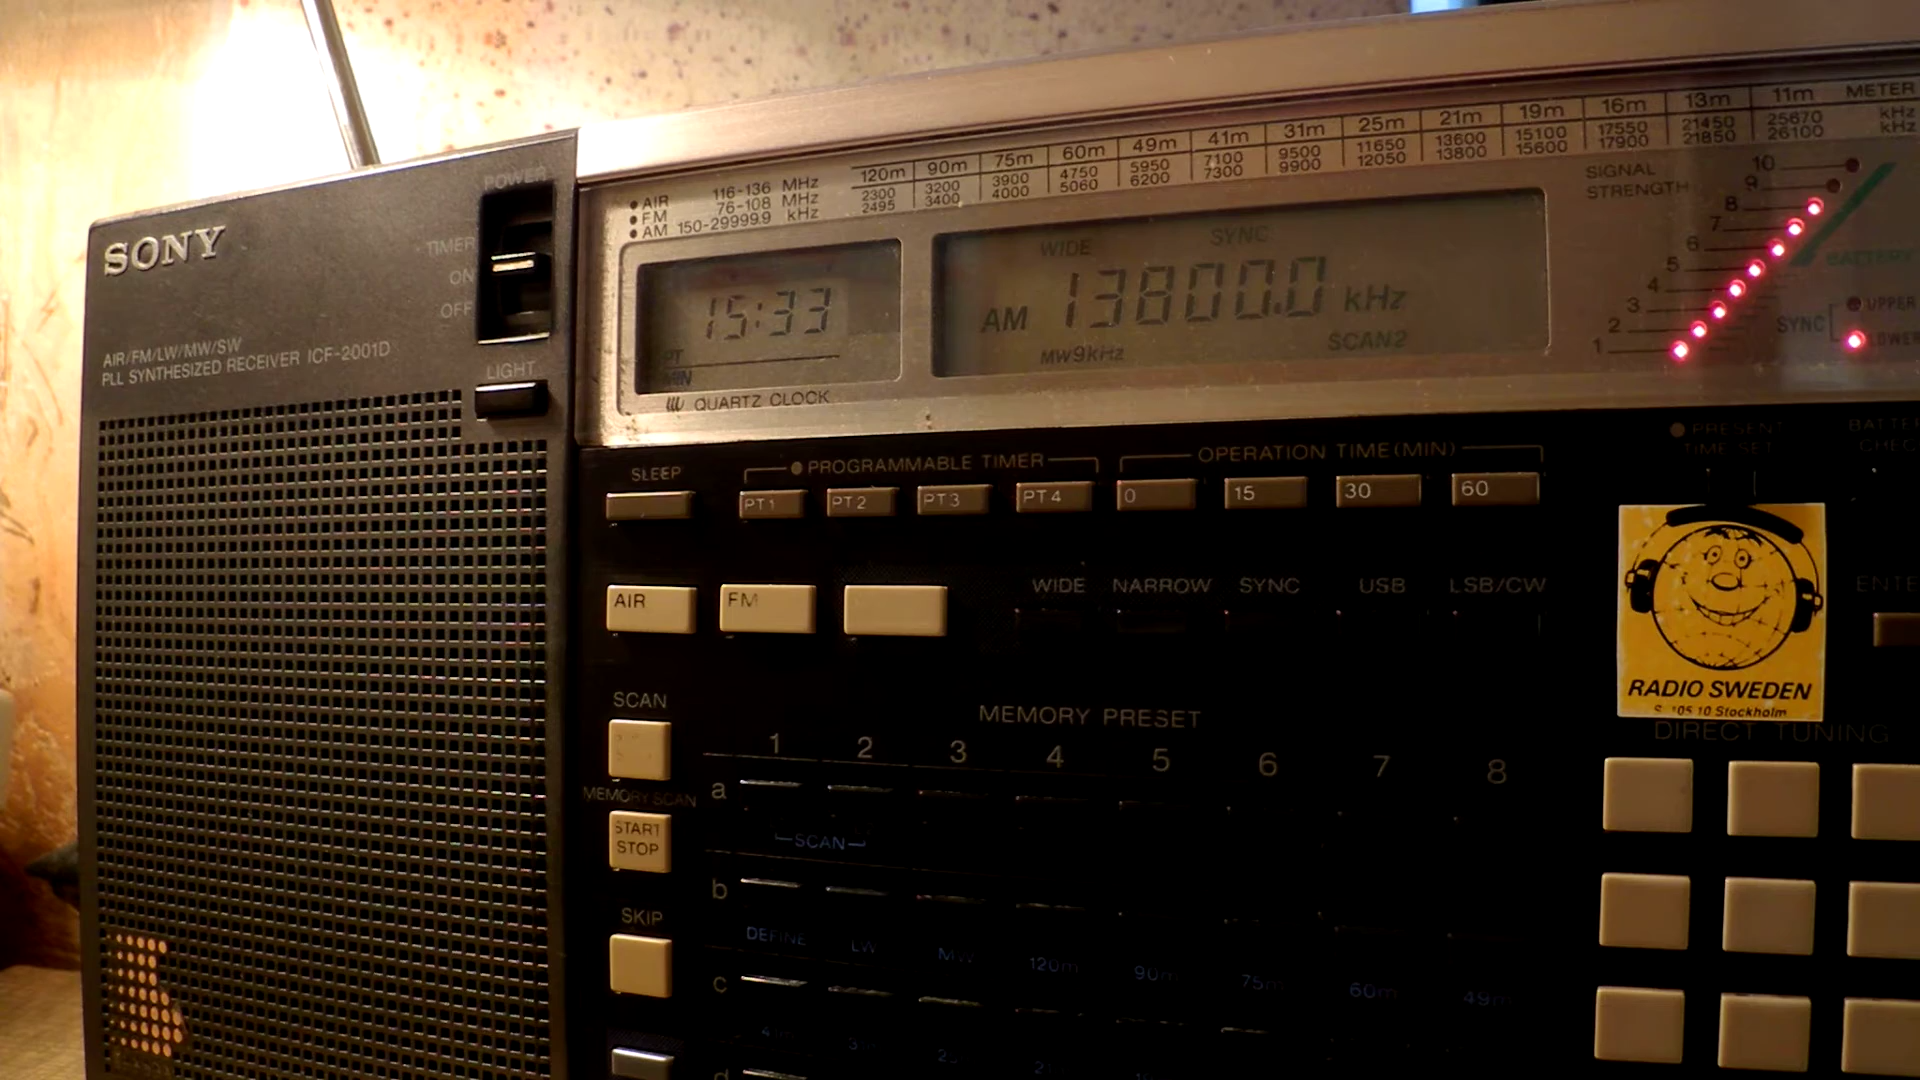 SONY
POWER
TIMER
ON
OFF
AIR/FM/LW/MW/SW
PLL SYNTHESIZED RECEIVER ICF-2001D
LIGHT
AIR 116-136 MHz
FM 76-108 MHz
AM 150-29999.9 kHz
120m 90m 75m 60m 49m 41m 31m 25m 21m 19m 16m 13m 11m METER
2300 3200 3900 4750 5950 7100 9500 11650 13600 15100 17550 21450 25670 kHz
2495 3400 4000 5060 6200 7300 9900 12050 13800 15600 17900 21850 26100 kHz
15:33
PT
MIN
QUARTZ CLOCK
WIDE SYNC
AM 13800.0 kHz
MW9kHz SCAN2
SIGNAL
STRENGTH
10
9
8
7
6
5
4
3
2
1
BATTERY
SYNC
UPPER
LOWER
SLEEP
PROGRAMMABLE TIMER
OPERATION TIME(MIN)
PRESENT
TIME SET
PT1 PT2 PT3 PT4 0 15 30 60
AIR FM
WIDE NARROW SYNC USB LSB/CW
RADIO SWEDEN
S-105 10 Stockholm
DIRECT TUNING
SCAN
MEMORY SCAN
START
STOP
SKIP
MEMORY PRESET
1 2 3 4 5 6 7 8
a
SCAN
b
DEFINE LW MW 120m 90m 75m 60m 49m
c
d